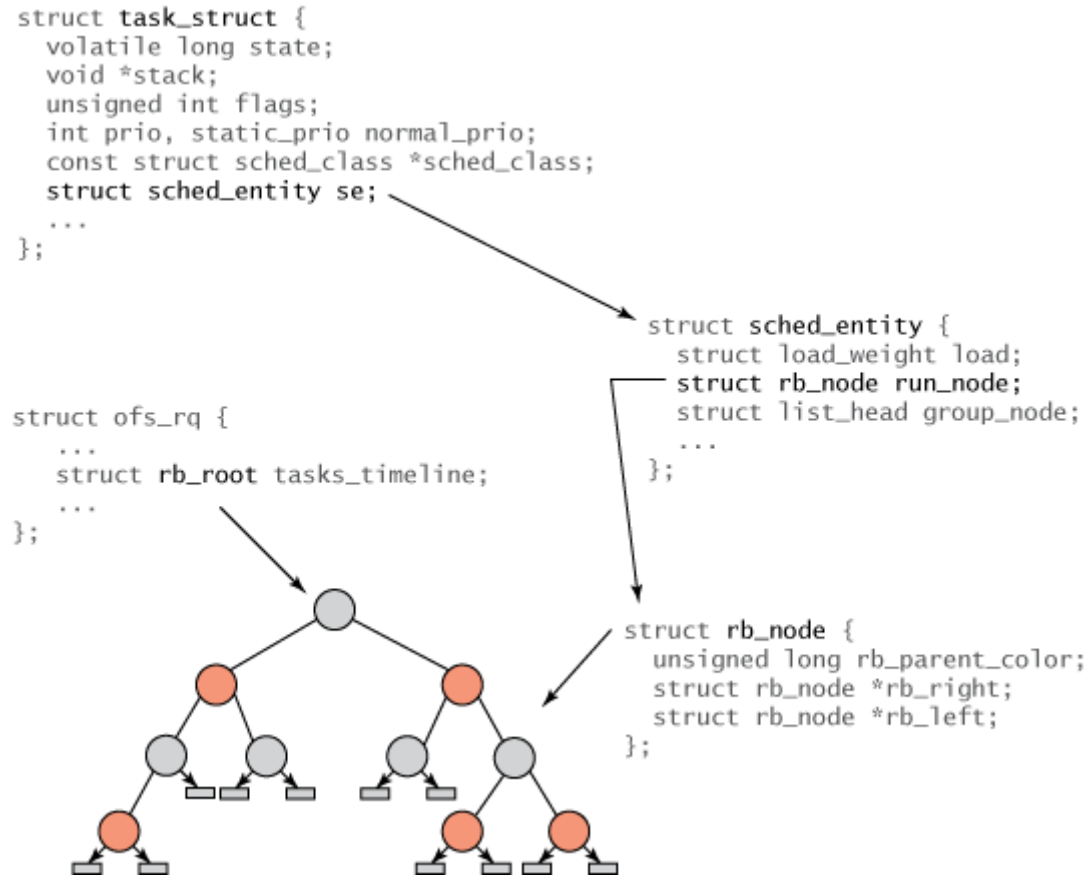 struct task_struct {
volatile long state;
void *stack;
unsigned int flags;
int prio, static_prio normal_prio;
const struct sched_class *sched_class;
struct sched_entity se;
...
};
struct sched_entity {
struct load_weight load;
struct rb_node run_node;
struct list_head group_node;
...
};
struct ofs_rq {
...
struct rb_root tasks_timeline;
...
};
struct rb_node {
unsigned long rb_parent_color;
struct rb_node *rb_right;
struct rb_node *rb_left;
};